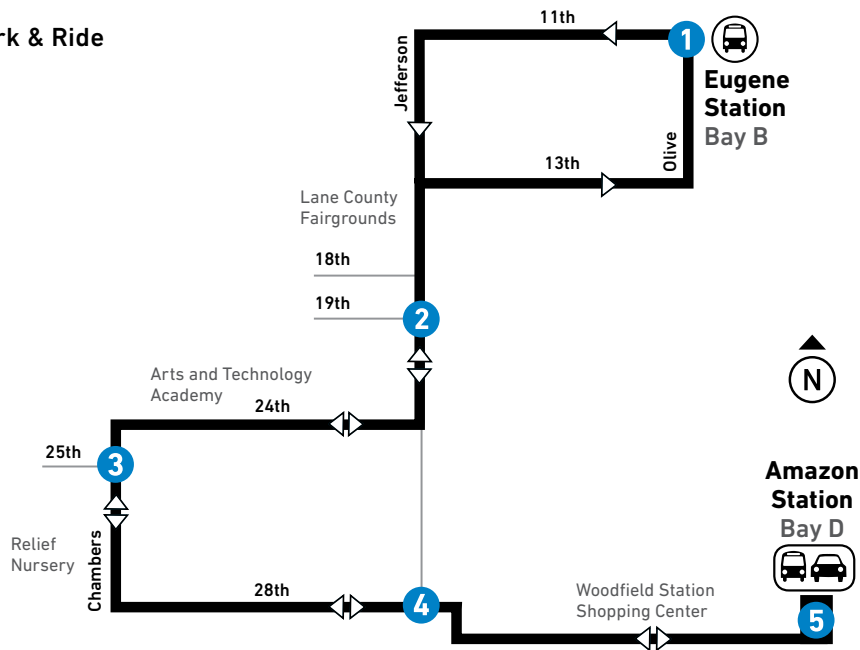 rk & Ride
11th
1
Jefferson
Eugene
Station
Bay B
Olive
13th
Lane County
Fairgrounds
18th
19th
2
N
Arts and Technology
Academy
24th
25th
3
Amazon
Station
Bay D
Relief
Nursery
Chambers
28th
4
Woodfield Station
Shopping Center
5